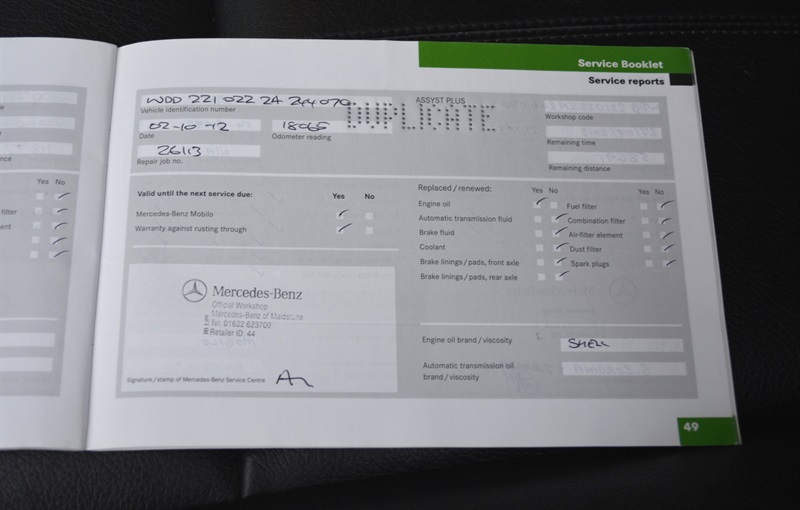 Service Booklet
Service reports
WDD 221 022 2A 244070
Vehicle identification number
DUPLICATE
ASSYST PLUS
Workshop code
02-10-12
Date
18065
Odometer reading
Remaining time
26113
Repair job no.
Remaining distance
Valid until the next service due:
Yes No
Mercedes-Benz Mobilo
Warranty against rusting through
Replaced / renewed:
Yes No
Yes No
Engine oil
Fuel filter
Automatic transmission fluid
Combination filter
Brake fluid
Air-filter element
Coolant
Dust filter
Brake linings / pads, front axle
Spark plugs
Brake linings / pads, rear axle
Mercedes-Benz
Official Workshop
Mercedes-Benz of Maidstone
Tel: 01622 623700
Retailer ID. 44
Signature / stamp of Mercedes-Benz Service Centre
Engine oil brand / viscosity
SHELL
Automatic transmission oil
brand / viscosity
49
Yes No
filter